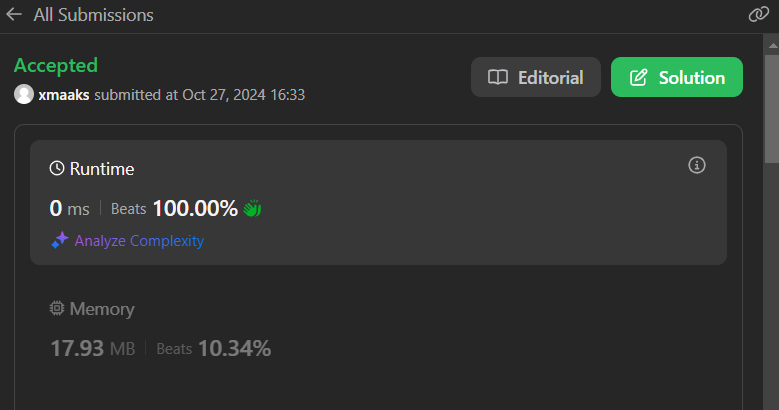 All Submissions
Accepted
Editorial
Solution
xmaaks submitted at Oct 27, 2024 16:33
Runtime
0 ms | Beats 100.00%
Analyze Complexity
Memory
17.93 MB | Beats 10.34%